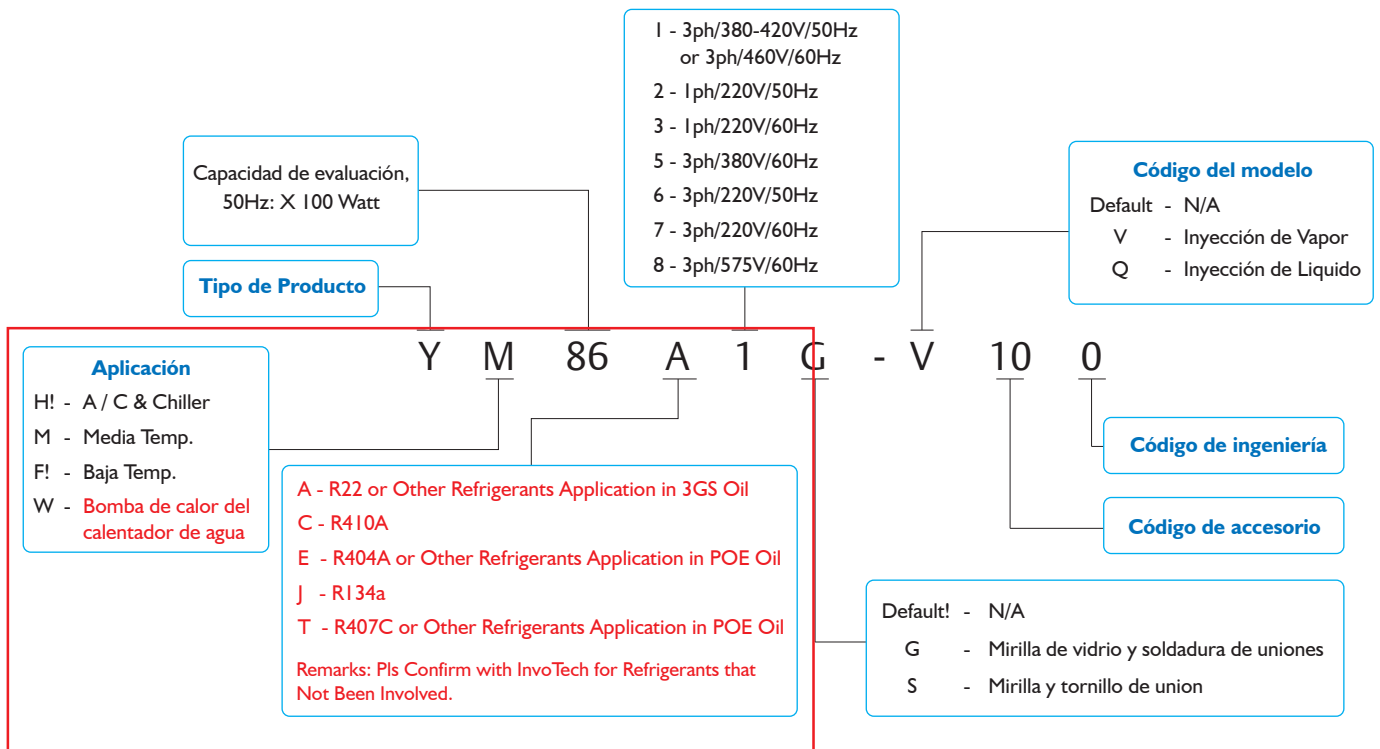 1 - 3ph/380-420V/50Hz
or 3ph/460V/60Hz
2 - 1ph/220V/50Hz
3 - 1ph/220V/60Hz
5 - 3ph/380V/60Hz
6 - 3ph/220V/50Hz
7 - 3ph/220V/60Hz
8 - 3ph/575V/60Hz
Capacidad de evaluación,
50Hz: X 100 Watt
Tipo de Producto
Código del modelo
Default - N/A
V - Inyección de Vapor
Q - Inyección de Liquido
Y M 86 A 1 G - V 10 0
Aplicación
H! - A / C & Chiller
M - Media Temp.
F! - Baja Temp.
W - Bomba de calor del
calentador de agua
A - R22 or Other Refrigerants Application in 3GS Oil
C - R410A
E - R404A or Other Refrigerants Application in POE Oil
J - R134a
T - R407C or Other Refrigerants Application in POE Oil
Remarks: Pls Confirm with InvoTech for Refrigerants that
Not Been Involved.
Código de ingeniería
Código de accesorio
Default! - N/A
G - Mirilla de vidrio y soldadura de uniones
S - Mirilla y tornillo de union